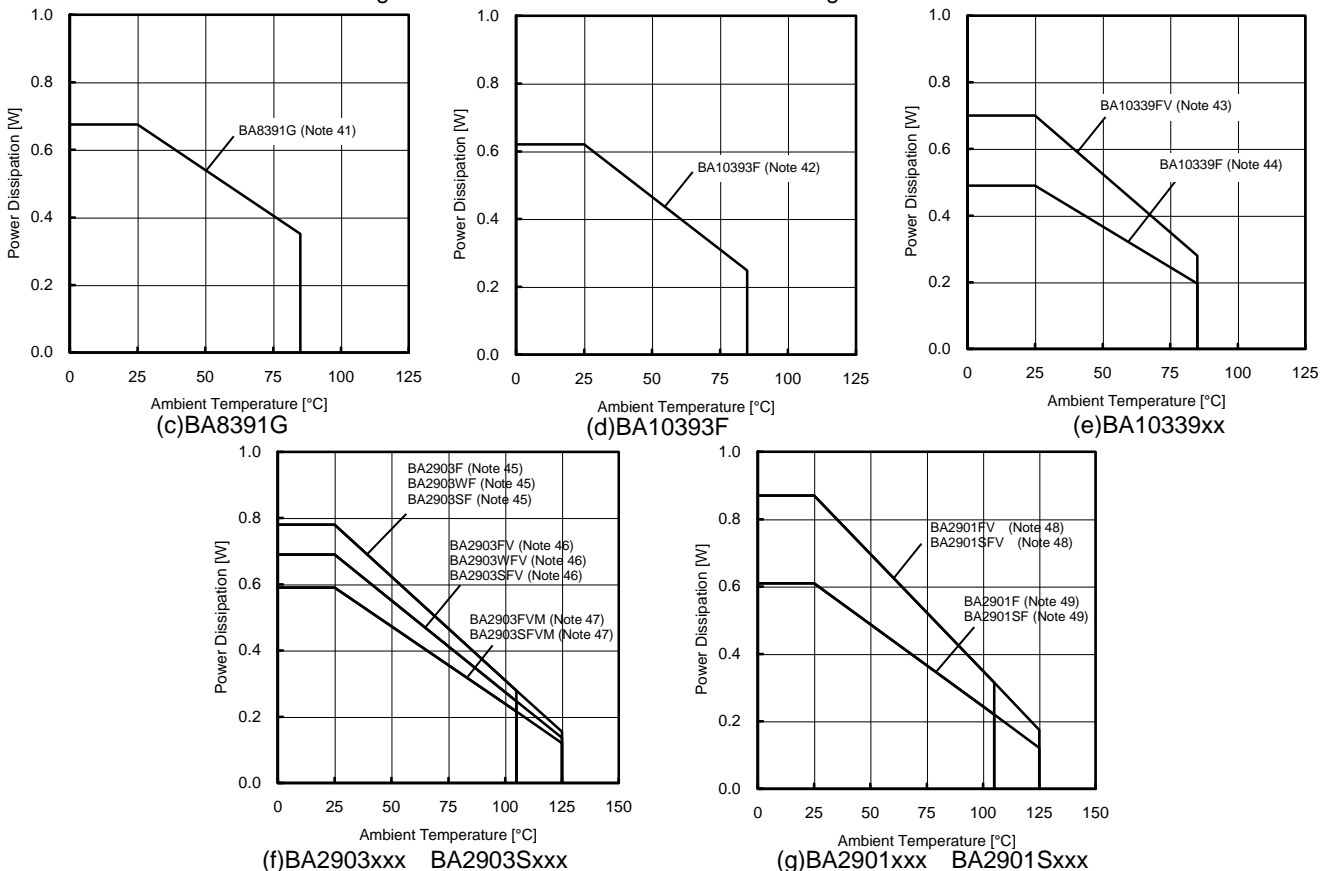 1.0
0.8
0.6
0.4
0.2
0.0
Power Dissipation [W]
BA8391G (Note 41)
0 25 50 75 100 125
Ambient Temperature [°C]
(c)BA8391G
1.0
0.8
0.6
0.4
0.2
0.0
Power Dissipation [W]
BA10393F (Note 42)
0 25 50 75 100 125
Ambient Temperature [°C]
(d)BA10393F
1.0
0.8
0.6
0.4
0.2
0.0
Power Dissipation [W]
BA10339FV (Note 43)
BA10339F (Note 44)
0 25 50 75 100 125
Ambient Temperature [°C]
(e)BA10339xx
1.0
0.8
0.6
0.4
0.2
0.0
Power Dissipation [W]
BA2903F (Note 45)
BA2903WF (Note 45)
BA2903SF (Note 45)
BA2903FV (Note 46)
BA2903WFV (Note 46)
BA2903SFV (Note 46)
BA2903FVM (Note 47)
BA2903SFVM (Note 47)
0 25 50 75 100 125 150
Ambient Temperature [°C]
(f)BA2903xxx BA2903Sxxx
1.0
0.8
0.6
0.4
0.2
0.0
Power Dissipation [W]
BA2901FV (Note 48)
BA2901SFV (Note 48)
BA2901F (Note 49)
BA2901SF (Note 49)
0 25 50 75 100 125 150
Ambient Temperature [°C]
(g)BA2901xxx BA2901Sxxx